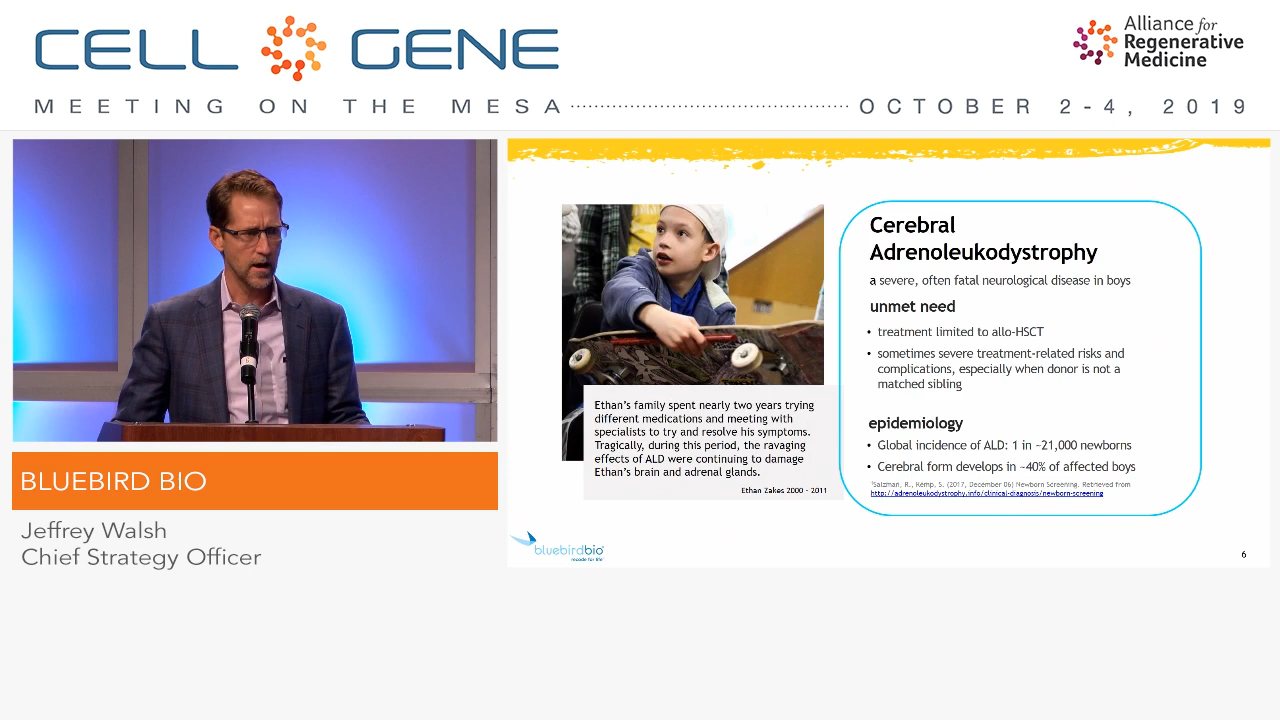 CELL GENE
Alliance for
Regenerative
Medicine
MEETING ON THE MESA OCTOBER 2-4, 2019
Cerebral
Adrenoleukodystrophy
a severe, often fatal neurological disease in boys
unmet need
• treatment limited to allo-HSCT
• sometimes severe treatment-related risks and
complications, especially when donor is not a
matched sibling
Ethan's family spent nearly two years trying
different medications and meeting with
specialists to try and resolve his symptoms.
Tragically, during this period, the ravaging
effects of ALD were continuing to damage
Ethan's brain and adrenal glands.
Ethan Zakes 2000 - 2011
epidemiology
• Global incidence of ALD: 1 in ~21,000 newborns
• Cerebral form develops in ~40% of affected boys
¹Salzman, R., Kemp, S. (2017, December 06) Newborn Screening. Retrieved from
http://adrenoleukodystrophy.info/clinical-diagnosis/newborn-screening
bluebirdbio
recode for life
6
BLUEBIRD BIO
Jeffrey Walsh
Chief Strategy Officer